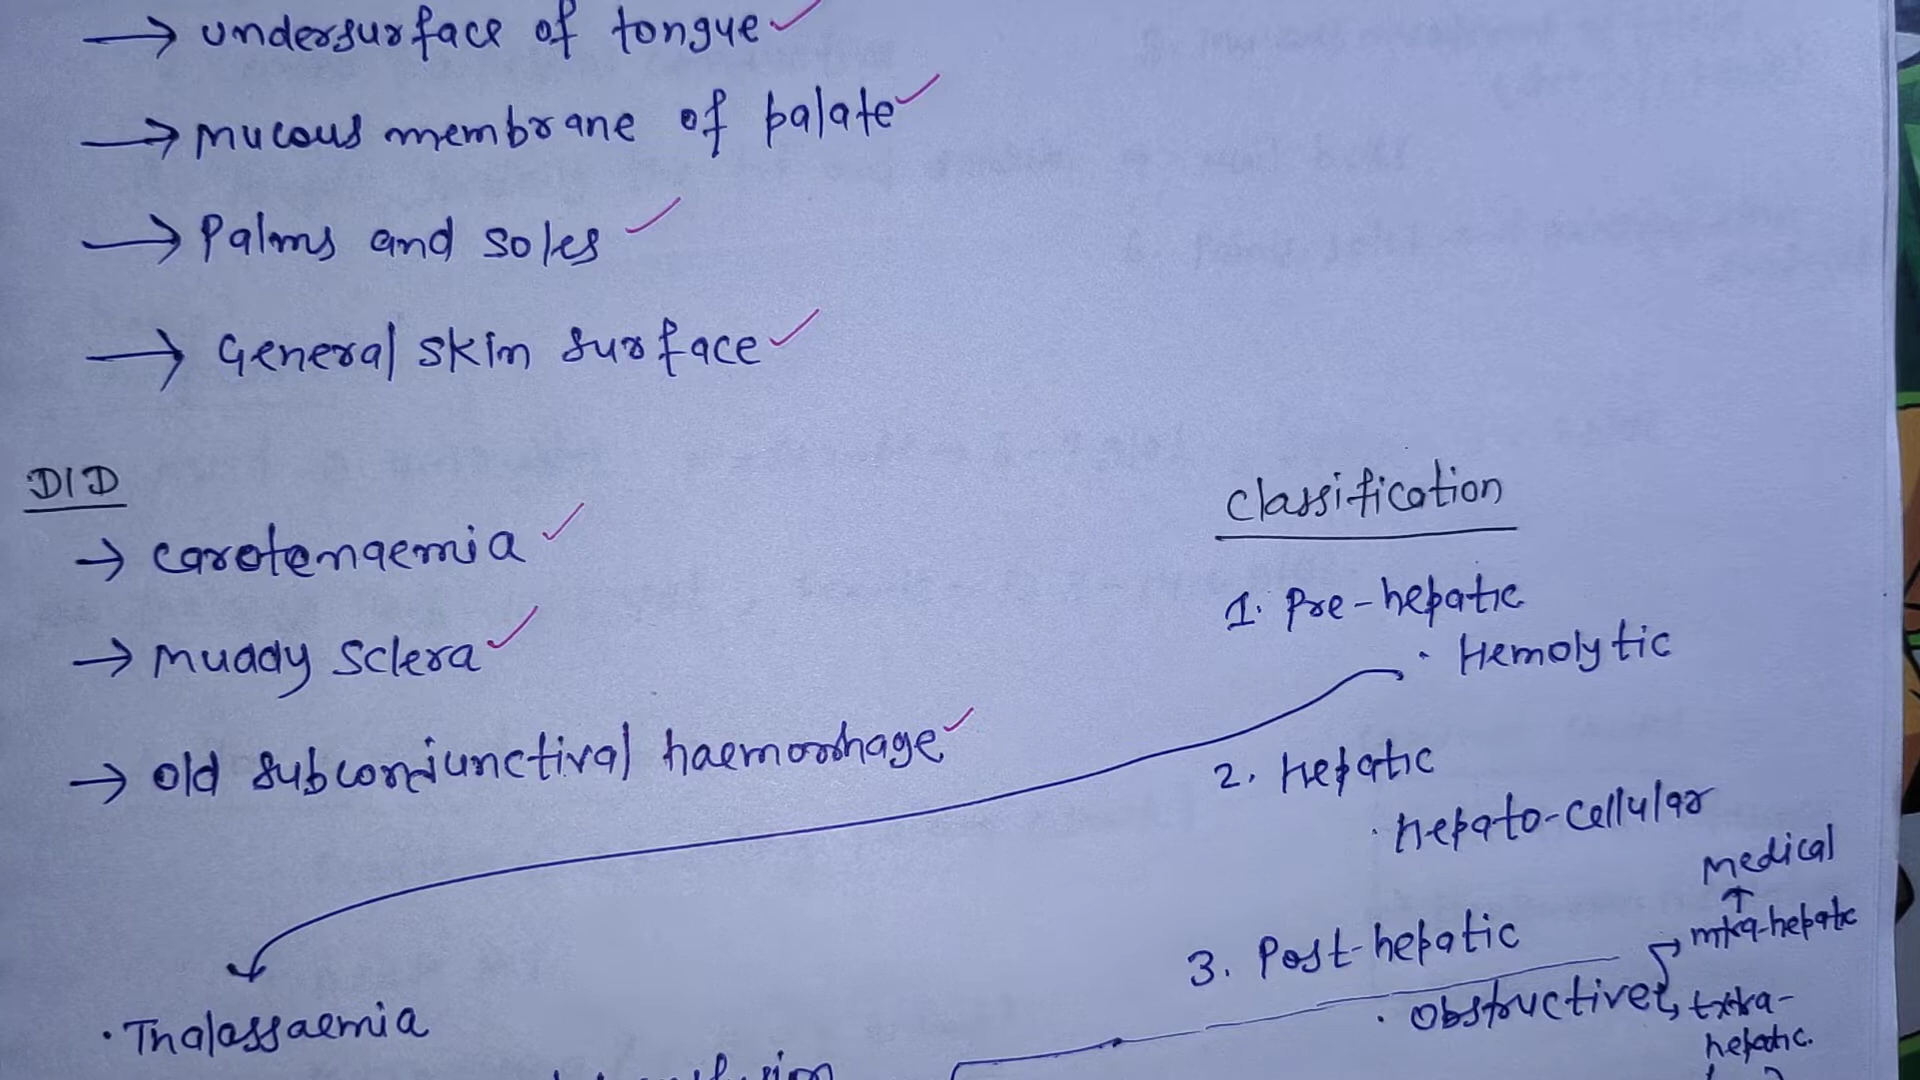 → undersurface of tongue ✓
→ mucous membrane of palate ✓
→ Palms and soles ✓
→ General skin surface ✓
D/D
→ carotenaemia ✓
→ muddy sclera ✓
→ old subconjunctival haemorrhage ✓
Classification
1. Pre-hepatic
· Hemolytic
2. Hepatic
· Hepato-cellular
3. Post-hepatic
· Obstructive
Medical
↑
intra-hepatic
extra-
hepatic.
· Thalassaemia